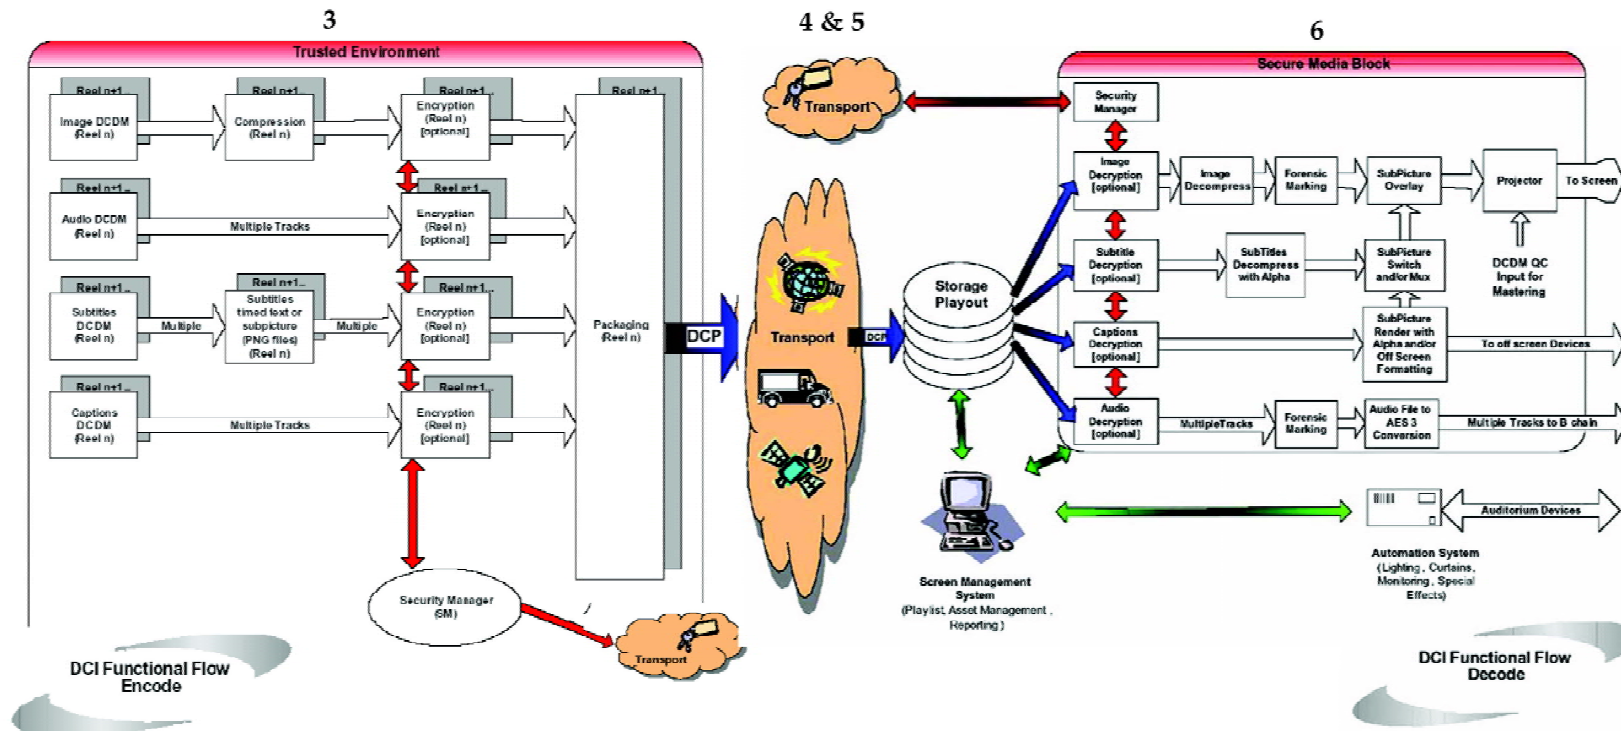 3
4 & 5
6
Trusted Environment
Reel n+1...
Image DCDM
(Reel n)
Reel n+1...
Compression
(Reel n)
Reel n+1...
Encryption
(Reel n)
[optional]
Reel n+1
Packaging
(Reel n)
Reel n+1...
Audio DCDM
(Reel n)
Multiple Tracks
Reel n+1...
Encryption
(Reel n)
[optional]
Reel n+1...
Subtitles
DCDM
(Reel n)
Multiple
Reel n+1...
Subtitles
timed text or
subpicture
(PNG files)
(Reel n)
Multiple
Reel n+1...
Encryption
(Reel n)
[optional]
Reel n+1...
Captions
DCDM
(Reel n)
Multiple Tracks
Reel n+1...
Encryption
(Reel n)
[optional]
Security Manager
(SM)
Transport
DCI Functional Flow
Encode
DCP
Transport
Transport
DCP
Storage
Playout
Screen Management
System
(Playlist, Asset Management ,
Reporting )
Secure Media Block
Security
Manager
Image
Decryption
[optional]
Image
Decompress
Forensic
Marking
SubPicture
Overlay
Projector
To Screen
Subtitle
Decryption
[optional]
SubTitles
Decompress
with Alpha
SubPicture
Switch
and/or Mux
DCDM QC
Input for
Mastering
Captions
Decryption
[optional]
SubPicture
Render with
Alpha and/or
Off Screen
Formatting
To off screen Devices
Audio
Decryption
[optional]
MultipleTracks
Forensic
Marking
Audio File to
AES 3
Conversion
Multiple Tracks to B chain
Auditorium Devices
Automation System
(Lighting , Curtains,
Monitoring , Special
Effects)
DCI Functional Flow
Decode